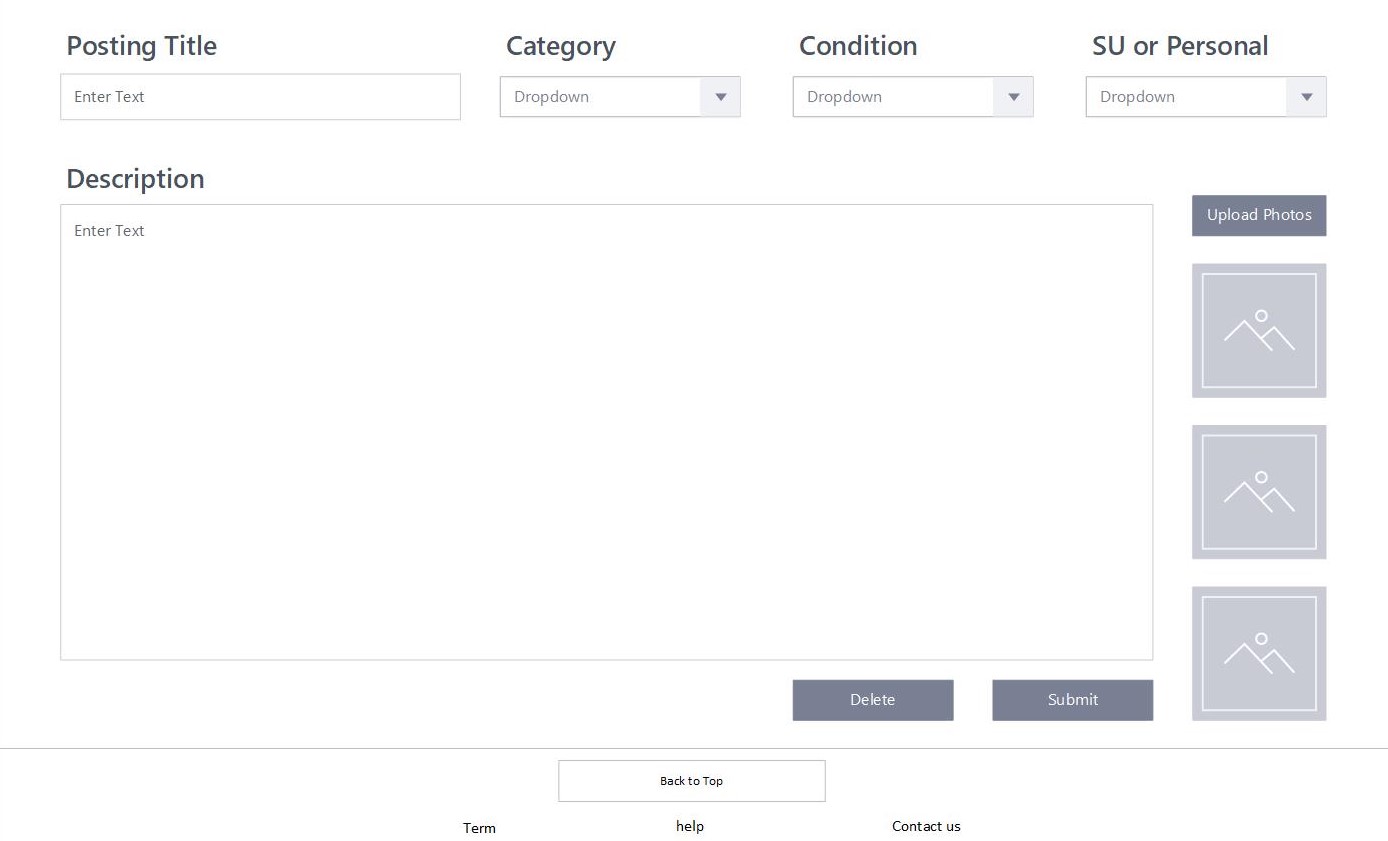 Posting Title
Category
Condition
SU or Personal
Enter Text
Dropdown
Dropdown
Dropdown
Description
Upload Photos
Enter Text
Delete
Submit
Back to Top
Term
help
Contact us